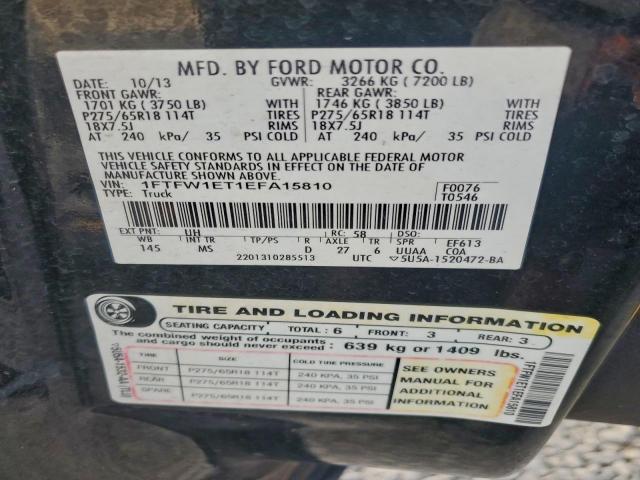 MFD. BY FORD MOTOR CO.
DATE: 10/13 GVWR: 3266 KG ( 7200 LB)
FRONT GAWR: REAR GAWR:
1701 KG ( 3750 LB) WITH 1746 KG ( 3850 LB) WITH
P275/65R18 114T TIRES P275/65R18 114T TIRES
18X7.5J RIMS 18X7.5J RIMS
AT 240 kPa/ 35 PSI COLD AT 240 kPa/ 35 PSI COLD
THIS VEHICLE CONFORMS TO ALL APPLICABLE FEDERAL MOTOR
VEHICLE SAFETY STANDARDS IN EFFECT ON THE DATE OF
MANUFACTURE SHOWN ABOVE.
VIN: 1FTFW1ET1EFA15810 F0076
TYPE: Truck T0546
EXT PNT: UH RC: 58 DSO:
WB INT TR TP/PS R AXLE TR SPR EF613
145 MS D 27 6 UUAA COA
2201310285513 UTC 5U5A-1520472-BA
TIRE AND LOADING INFORMATION
SEATING CAPACITY TOTAL: 6 FRONT: 3 REAR: 3
The combined weight of occupants
and cargo should never exceed: 639 kg or 1409 lbs.
TIRE SIZE COLD TIRE PRESSURE
FRONT P275/65R18 114T 240 KPA, 35 PSI
REAR P275/65R18 114T 240 KPA, 35 PSI
SPARE P275/65R18 114T 240 KPA, 35 PSI
SEE OWNERS
MANUAL FOR
ADDITIONAL
INFORMATION
1FTFW1ET1EFA15810